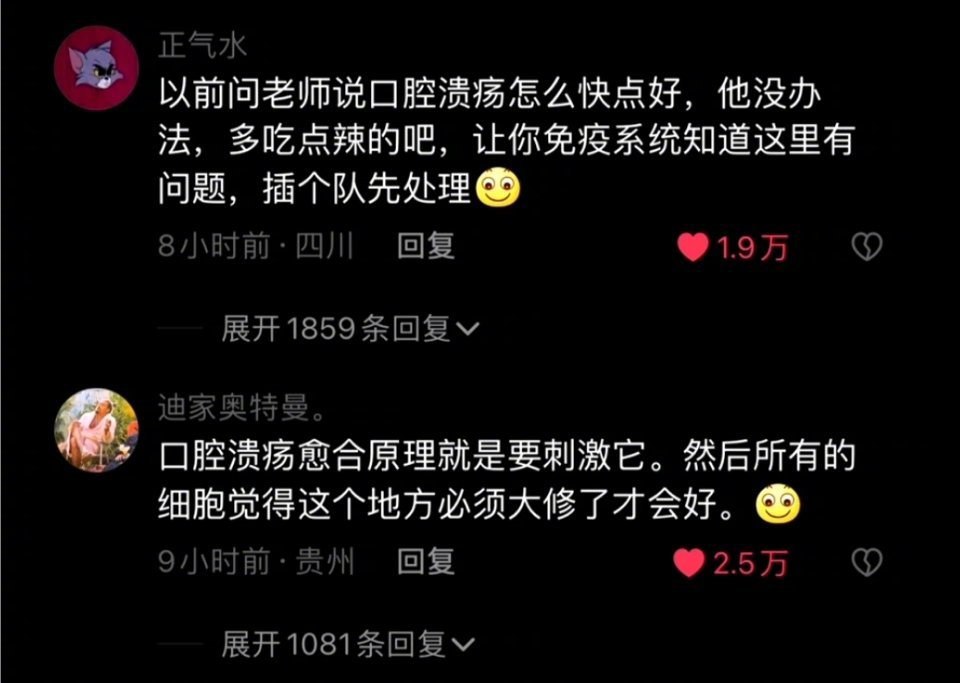 正气水
以前问老师说口腔溃疡怎么快点好，他没办
法，多吃点辣的吧，让你免疫系统知道这里有
问题，插个队先处理
8小时前·四川 回复 1.9万
展开1859条回复
迪家奥特曼。
口腔溃疡愈合原理就是要刺激它。然后所有的
细胞觉得这个地方必须大修了才会好。
9小时前·贵州 回复 2.5万
展开1081条回复